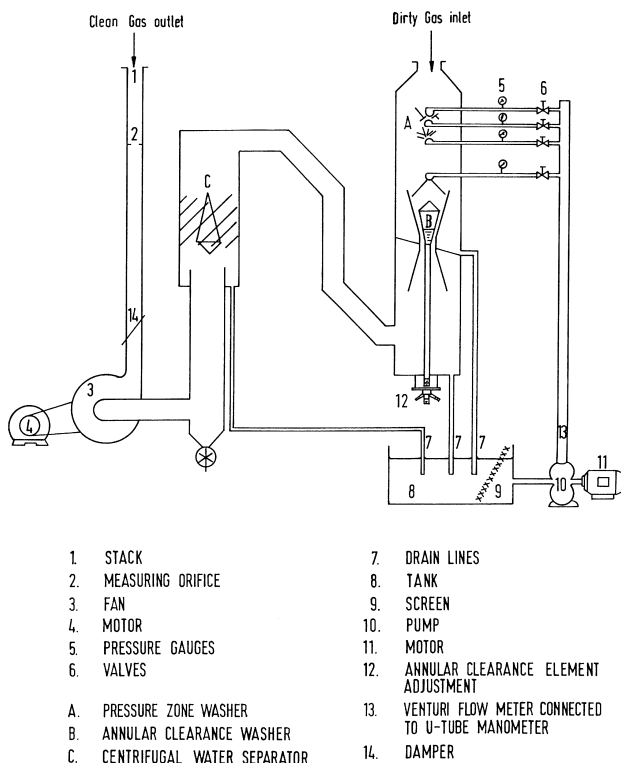 Clean Gas outlet
Dirty Gas inlet
1
2
A
5
6
C
B
14
3
4
12
7
7
7
13
11
8
9
10
1. STACK
2. MEASURING ORIFICE
3. FAN
4. MOTOR
5. PRESSURE GAUGES
6. VALVES
A. PRESSURE ZONE WASHER
B. ANNULAR CLEARANCE WASHER
C. CENTRIFUGAL WATER SEPARATOR
7. DRAIN LINES
8. TANK
9. SCREEN
10. PUMP
11. MOTOR
12. ANNULAR CLEARANCE ELEMENT
ADJUSTMENT
13. VENTURI FLOW METER CONNECTED
TO U-TUBE MANOMETER
14. DAMPER